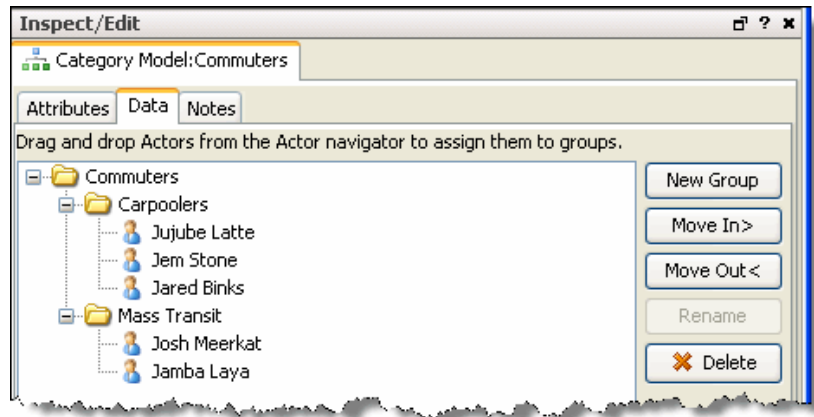 Inspect/Edit
?
Category Model:Commuters
Attributes Data Notes
Drag and drop Actors from the Actor navigator to assign them to groups.
Commuters
Carpoolers
Jujube Latte
Jem Stone
Jared Binks
Mass Transit
Josh Meerkat
Jamba Laya
New Group
Move In>
Move Out<
Rename
Delete